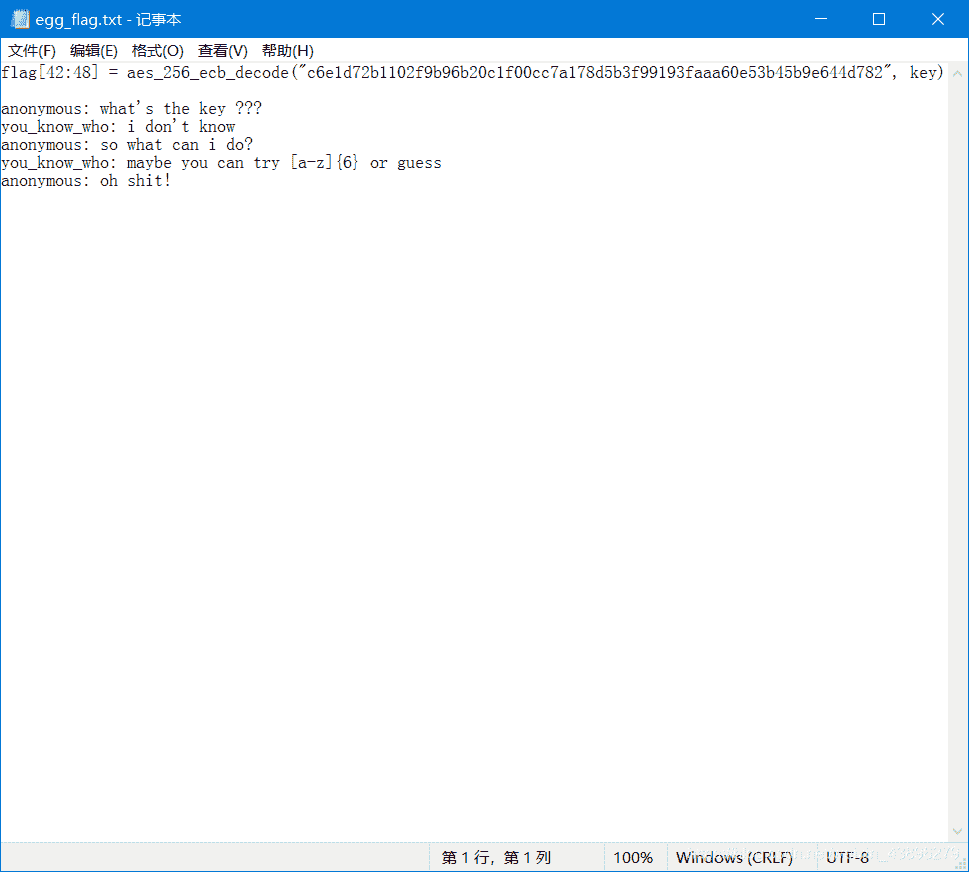 egg_flag.txt - 记事本
文件(F) 编辑(E) 格式(O) 查看(V) 帮助(H)
flag[42:48] = aes_256_ecb_decode("c6e1d72b1102f9b96b20c1f00cc7a178d5b3f99193faaa60e53b45b9e644d782", key)
anonymous: what's the key ???
you_know_who: i don't know
anonymous: so what can i do?
you_know_who: maybe you can try [a-z]{6} or guess
anonymous: oh shit!
第 1 行，第 1 列 100% Windows (CRLF) UTF-8